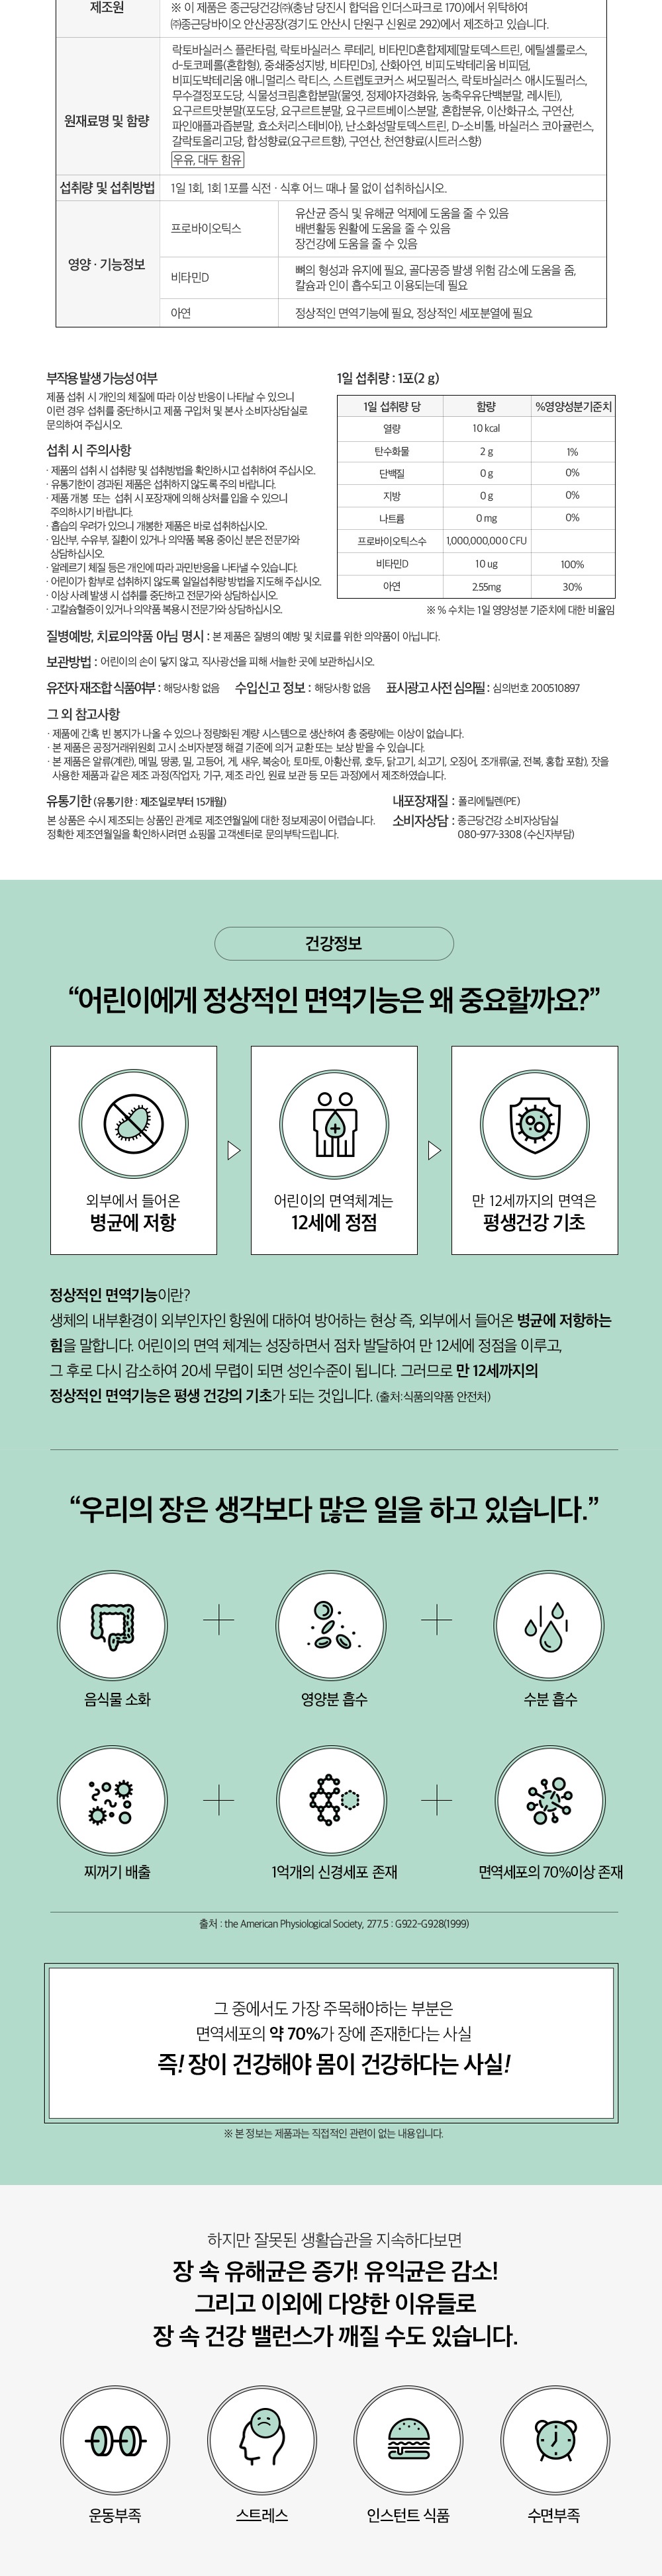 제조원
※ 이 제품은 종근당건강㈜(충남 당진시 합덕읍 인더스파크로 170)에서 위탁하여
㈜종근당바이오 안산공장(경기도 안산시 단원구 신원로 292)에서 제조하고 있습니다.
원재료명 및 함량
락토바실러스 플란타럼, 락토바실러스 루테리, 비타민D혼합제제[말토덱스트린, 에틸셀룰로스,
d-토코페롤(혼합형), 중쇄중성지방, 비타민D3], 산화아연, 비피도박테리움 비피덤,
비피도박테리움 애니멀리스 락티스, 스트렙토커스 써모필러스, 락토바실러스 애시도필러스,
무수결정포도당, 식물성크림혼합분말(물엿, 정제야자경화유, 농축우유단백분말, 레시틴),
요구르트맛분말(포도당, 요구르트분말, 요구르트베이스분말, 혼합분유, 이산화규소, 구연산,
파인애플과즙분말, 효소처리스테비아), 난소화성말토덱스트린, D-소비톨, 바실러스 코아귤런스,
갈락토올리고당, 합성향료(요구르트향), 구연산, 천연향료(시트러스향)
우유, 대두 함유
섭취량 및 섭취방법
1일 1회, 1회 1포를 식전 · 식후 어느 때나 물 없이 섭취하십시오.
영양 · 기능정보
프로바이오틱스
유산균 증식 및 유해균 억제에 도움을 줄 수 있음
배변활동 원활에 도움을 줄 수 있음
장건강에 도움을 줄 수 있음
비타민D
뼈의 형성과 유지에 필요, 골다공증 발생 위험 감소에 도움을 줌,
칼슘과 인이 흡수되고 이용되는데 필요
아연
정상적인 면역기능에 필요, 정상적인 세포분열에 필요
부작용 발생 가능성 여부
제품 섭취 시 개인의 체질에 따라 이상 반응이 나타날 수 있으니
이런 경우 섭취를 중단하시고 제품 구입처 및 본사 소비자상담실로
문의하여 주십시오.
섭취 시 주의사항
· 제품의 섭취 시 섭취량 및 섭취방법을 확인하시고 섭취하여 주십시오.
· 유통기한이 경과된 제품은 섭취하지 않도록 주의 바랍니다.
· 제품 개봉 또는 섭취 시 포장재에 의해 상처를 입을 수 있으니
주의하시기 바랍니다.
· 흡습의 우려가 있으니 개봉한 제품은 바로 섭취하십시오.
· 임산부, 수유부, 질환이 있거나 의약품 복용 중이신 분은 전문가와
상담하십시오.
· 알레르기 체질 등은 개인에 따라 과민반응을 나타낼 수 있습니다.
· 어린이가 함부로 섭취하지 않도록 일일섭취량 방법을 지도해 주십시오.
· 이상 사례 발생 시 섭취를 중단하고 전문가와 상담하십시오.
· 고칼슘혈증이 있거나 의약품 복용시 전문가와 상담하십시오.
1일 섭취량 : 1포(2 g)
1일 섭취량 당 함량 %영양성분기준치
열량 10 kcal
탄수화물 2 g 1%
단백질 0 g 0%
지방 0 g 0%
나트륨 0 mg 0%
프로바이오틱스수 1,000,000,000 CFU
비타민D 10 ug 100%
아연 2.55mg 30%
※ % 수치는 1일 영양성분 기준치에 대한 비율임
질병예방, 치료의약품 아님 명시 : 본 제품은 질병의 예방 및 치료를 위한 의약품이 아닙니다.
보관방법 : 어린이의 손이 닿지 않고, 직사광선을 피해 서늘한 곳에 보관하십시오.
유전자 재조합 식품여부 : 해당사항 없음 수입신고 정보 : 해당사항 없음 표시광고 사전 심의필 : 심의번호 200510897
그 외 참고사항
· 제품에 간혹 빈 봉지가 나올 수 있으나 정량화된 계량 시스템으로 생산하여 총 중량에는 이상이 없습니다.
· 본 제품은 공정거래위원회 고시 소비자분쟁 해결 기준에 의거 교환 또는 보상 받을 수 있습니다.
· 본 제품은 알류(계란), 메밀, 땅콩, 밀, 고등어, 게, 새우, 복숭아, 토마토, 아황산류, 호두, 닭고기, 쇠고기, 오징어, 조개류(굴, 전복, 홍합 포함), 잣을
사용한 제품과 같은 제조 과정(작업자, 기구, 제조 라인, 원료 보관 등 모든 과정)에서 제조하였습니다.
유통기한 (유통기한 : 제조일로부터 15개월)
본 상품은 수시 제조되는 상품인 관계로 제조연월일에 대한 정보제공이 어렵습니다.
정확한 제조연월일을 확인하시려면 쇼핑몰 고객센터로 문의부탁드립니다.
내포장재질 : 폴리에틸렌(PE)
소비자상담 : 종근당건강 소비자상담실
080-977-3308 (수신자부담)
건강정보
“어린이에게 정상적인 면역기능은 왜 중요할까요?”
외부에서 들어온
병균에 저항
어린이의 면역체계는
12세에 정점
만 12세까지의 면역은
평생건강 기초
정상적인 면역기능이란?
생체의 내부환경이 외부인자인 항원에 대하여 방어하는 현상 즉, 외부에서 들어온 병균에 저항하는
힘을 말합니다. 어린이의 면역 체계는 성장하면서 점차 발달하여 만 12세에 정점을 이루고,
그 후로 다시 감소하여 20세 무렵이 되면 성인수준이 됩니다. 그러므로 만 12세까지의
정상적인 면역기능은 평생 건강의 기초가 되는 것입니다. (출처:식품의약품 안전처)
“우리의 장은 생각보다 많은 일을 하고 있습니다.”
음식물 소화
영양분 흡수
수분 흡수
찌꺼기 배출
1억개의 신경세포 존재
면역세포의 70%이상 존재
출처 : the American Physiological Society, 277.5 : G922-G928(1999)
그 중에서도 가장 주목해야하는 부분은
면역세포의 약 70%가 장에 존재한다는 사실
즉! 장이 건강해야 몸이 건강하다는 사실!
※ 본 정보는 제품과는 직접적인 관련이 없는 내용입니다.
하지만 잘못된 생활습관을 지속하다보면
장 속 유해균은 증가! 유익균은 감소!
그리고 이외에 다양한 이유들로
장 속 건강 밸런스가 깨질 수도 있습니다.
운동부족
스트레스
인스턴트 식품
수면부족